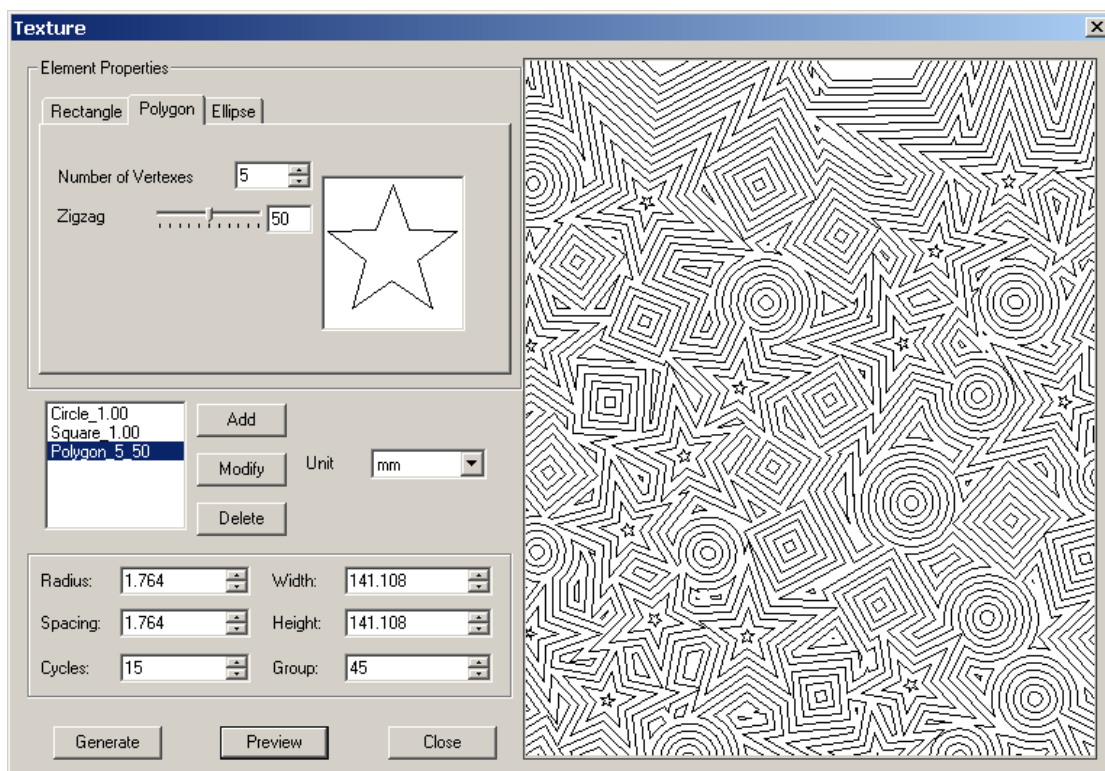 Texture
Element Properties
Rectangle Polygon Ellipse
Number of Vertexes 5
Zigzag 50
Circle_1.00
Square_1.00
Polygon_5_50
Add
Modify
Delete
Unit mm
Radius: 1.764 Width: 141.108
Spacing: 1.764 Height: 141.108
Cycles: 15 Group: 45
Generate Preview Close